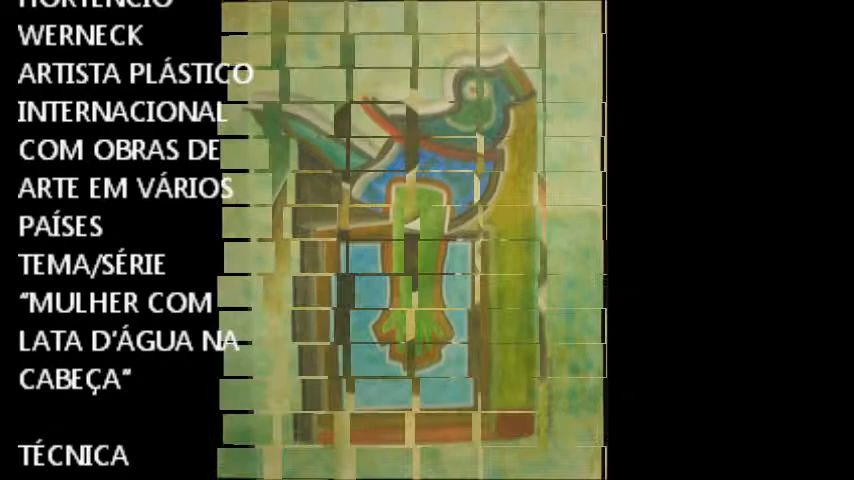 HORTÊNCIO
WERNECK
ARTISTA PLÁSTICO
INTERNACIONAL
COM OBRAS DE
ARTE EM VÁRIOS
PAÍSES
TEMA/SÉRIE
“MULHER COM
LATA D'ÁGUA NA
CABEÇA”
TÉCNICA